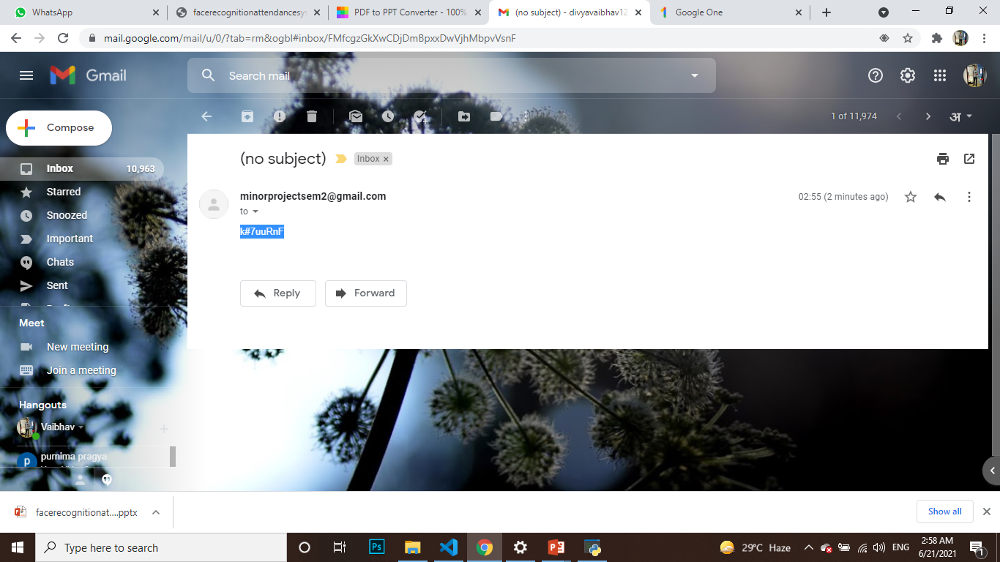 WhatsApp
facerecognitionattendancesys
PDF to PPT Converter - 100%
(no subject) - divyavaibhav12
Google One
mail.google.com/mail/u/0/?tab=rm&ogbl#inbox/FMfcgzGkXwCDjDmBpxxDwVjhMbpvVsnF
Gmail
Search mail
Compose
1 of 11,974
अ
(no subject)
Inbox ×
Inbox 10,963
minorprojectsem2@gmail.com
02:55 (2 minutes ago)
to
k#7uuRnF
Starred
Snoozed
Important
Chats
Sent
Reply
Forward
Meet
New meeting
Join a meeting
Hangouts
Vaibhav
p
purnima pragya
facerecognitionat....pptx
Show all
Type here to search
Ps
29°C Haze
ENG
2:58 AM
6/21/2021
1